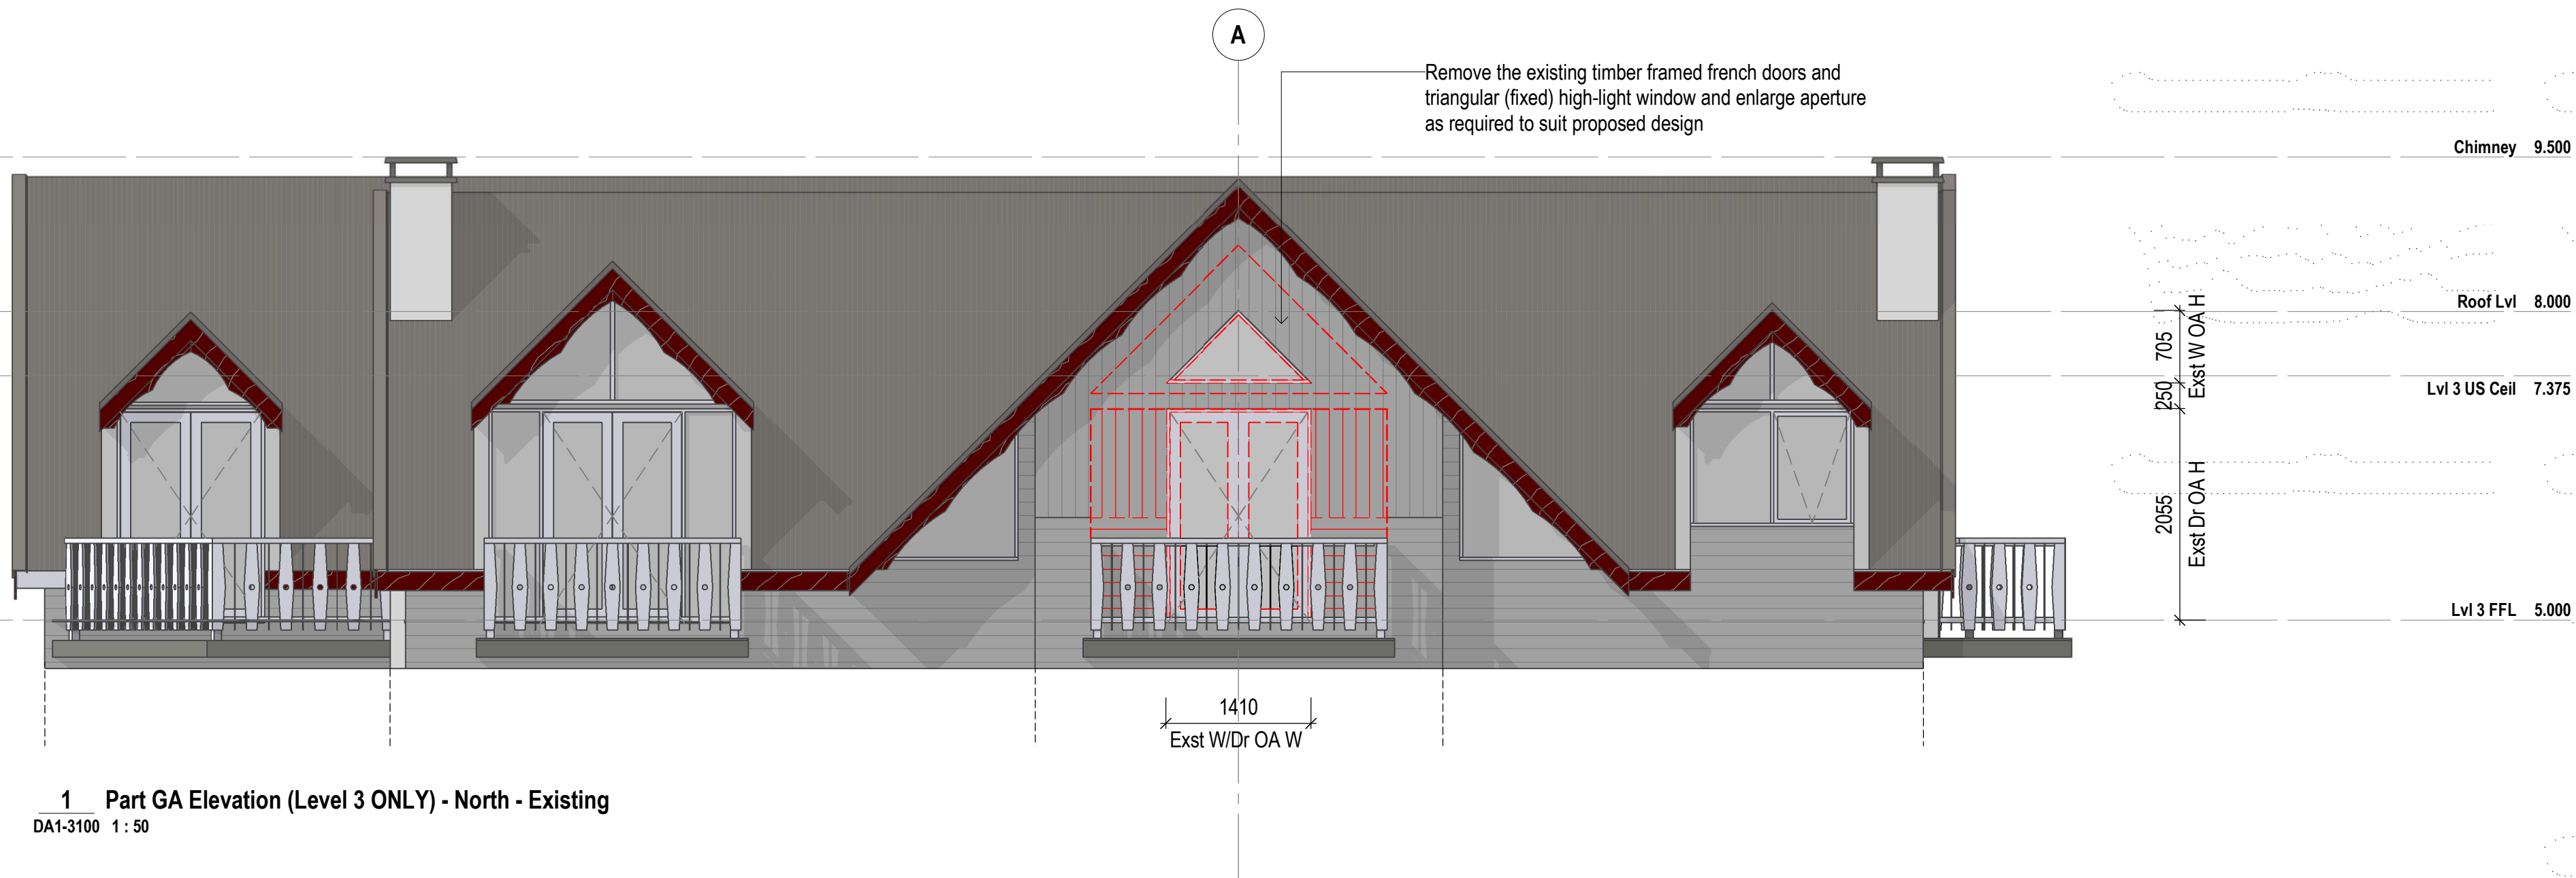 A
Remove the existing timber framed french doors and
triangular (fixed) high-light window and enlarge aperture
as required to suit proposed design
Chimney 9.500
Roof Lvl 8.000
Lvl 3 US Ceil 7.375
Lvl 3 FFL 5.000
705
Exst W OA H
250
2055
Exst Dr OA H
1410
Exst W/Dr OA W
1 Part GA Elevation (Level 3 ONLY) - North - Existing
DA1-3100 1 : 50